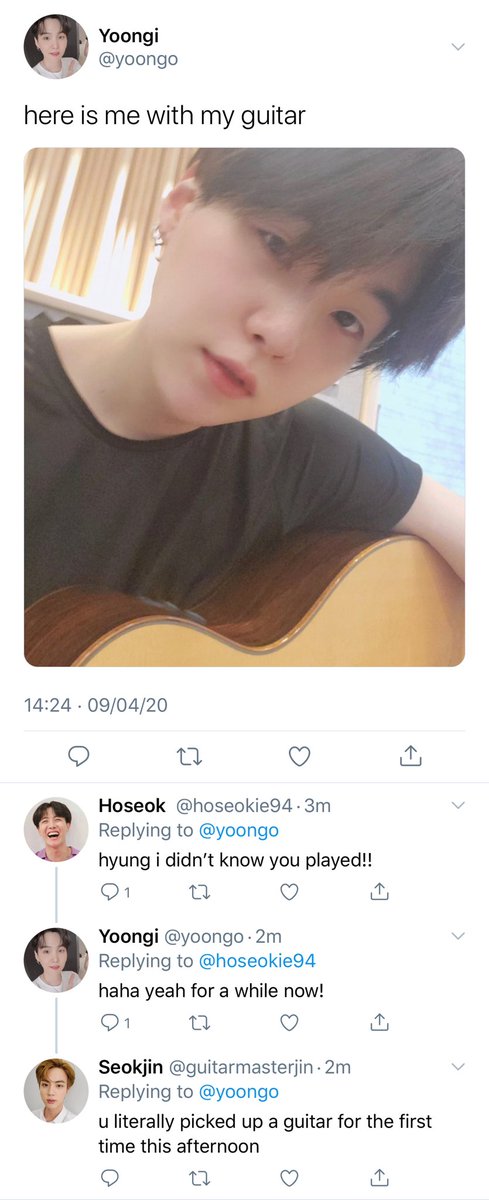 Yoongi
@yoongo
here is me with my guitar
14:24 · 09/04/20
Hoseok @hoseokie94 · 3m
Replying to @yoongo
hyung i didn’t know you played!!
1
Yoongi @yoongo · 2m
Replying to @hoseokie94
haha yeah for a while now!
1
Seokjin @guitarmasterjin · 2m
Replying to @yoongo
u literally picked up a guitar for the first
time this afternoon